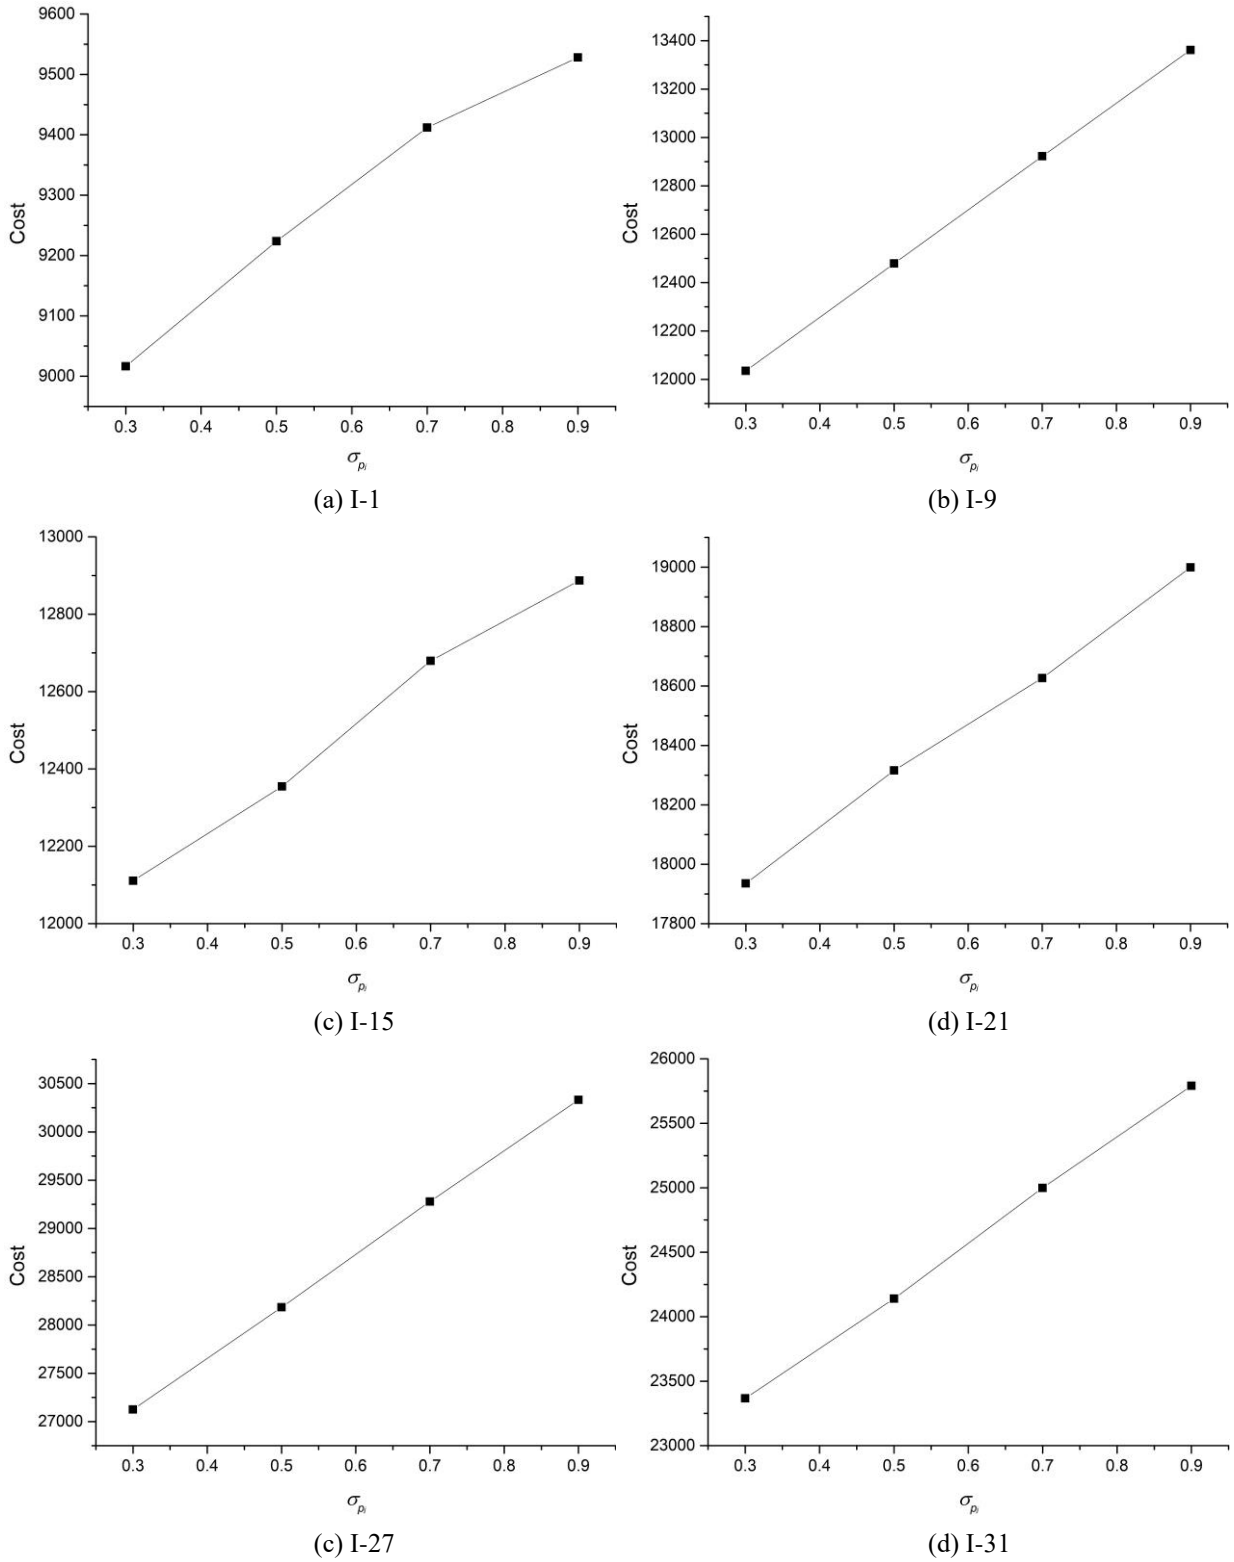 9600
9500
9400
9300
9200
9100
9000
Cost
0.3 0.4 0.5 0.6 0.7 0.8 0.9
σpi
(a) I-1
13400
13200
13000
12800
12600
12400
12200
12000
Cost
0.3 0.4 0.5 0.6 0.7 0.8 0.9
σpi
(b) I-9
13000
12800
12600
12400
12200
12000
Cost
0.3 0.4 0.5 0.6 0.7 0.8 0.9
σpi
(c) I-15
19000
18800
18600
18400
18200
18000
17800
Cost
0.3 0.4 0.5 0.6 0.7 0.8 0.9
σpi
(d) I-21
30500
30000
29500
29000
28500
28000
27500
27000
Cost
0.3 0.4 0.5 0.6 0.7 0.8 0.9
σpi
(c) I-27
26000
25500
25000
24500
24000
23500
23000
Cost
0.3 0.4 0.5 0.6 0.7 0.8 0.9
σpi
(d) I-31